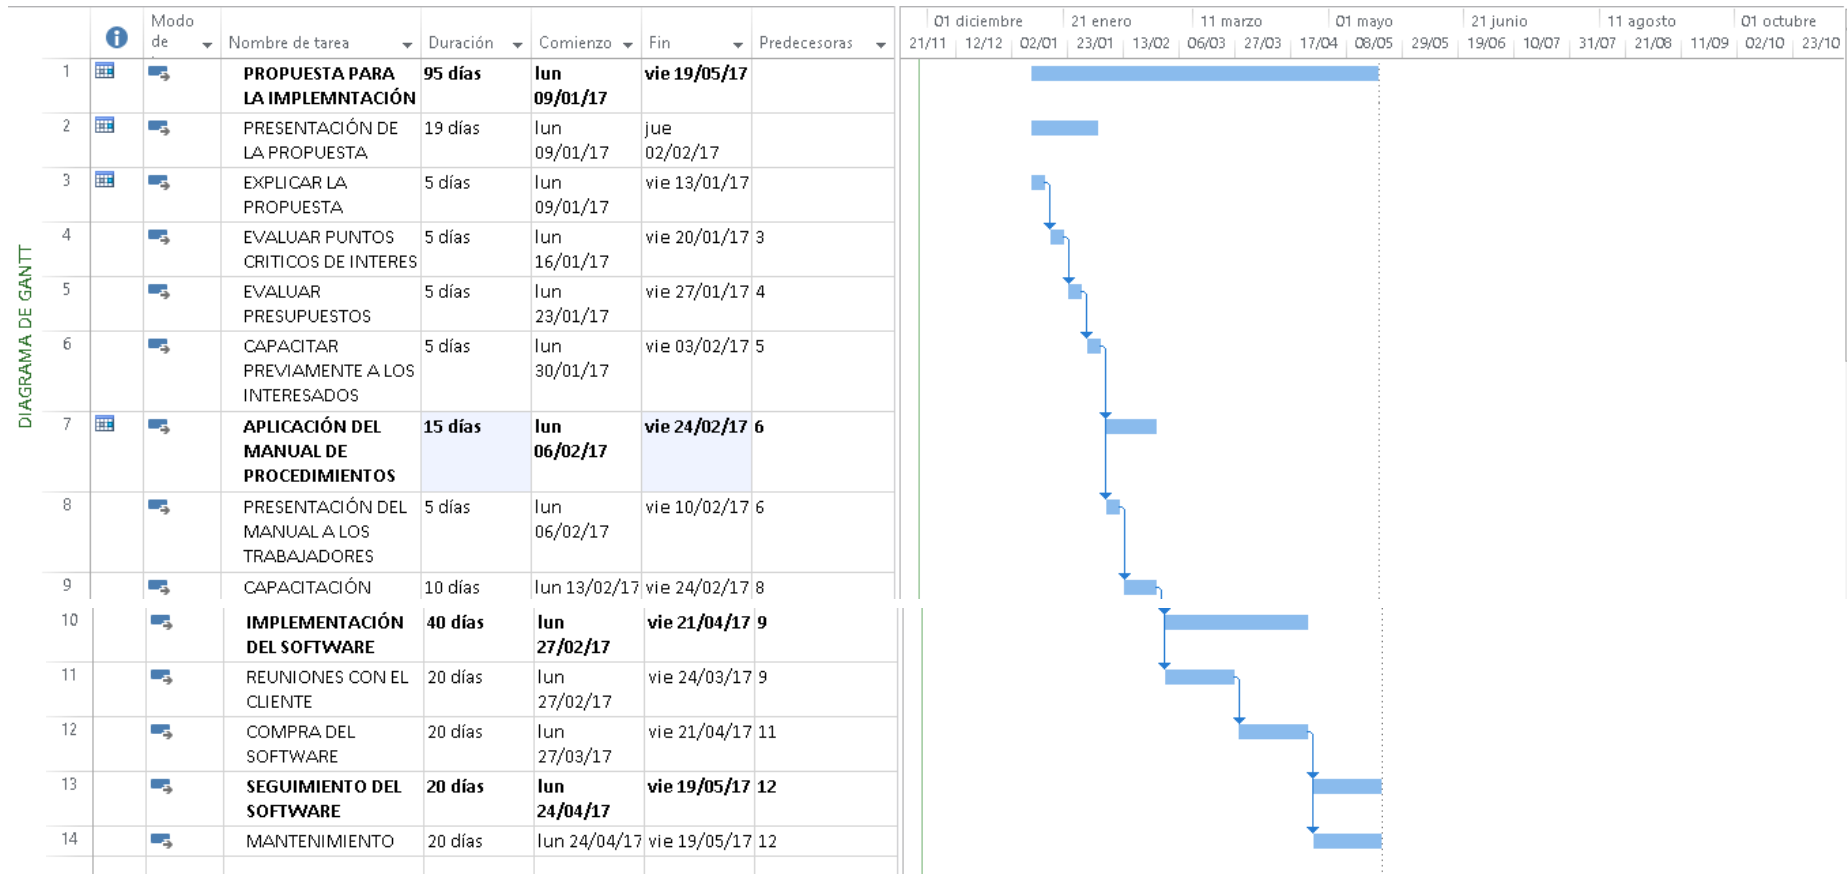 Modo
de
Nombre de tarea
Duración
Comienzo
Fin
Predecesoras
01 diciembre
21 enero
11 marzo
01 mayo
21 junio
11 agosto
01 octubre
21/11
12/12
02/01
23/01
13/02
06/03
27/03
17/04
08/05
29/05
19/06
10/07
31/07
21/08
11/09
02/10
23/10
DIAGRAMA DE GANTT
1 PROPUESTA PARA 95 días lun vie 19/05/17
LA IMPLEMNTACIÓN 09/01/17
2 PRESENTACIÓN DE 19 días lun jue
LA PROPUESTA 09/01/17 02/02/17
3 EXPLICAR LA 5 días lun vie 13/01/17
PROPUESTA 09/01/17
4 EVALUAR PUNTOS 5 días lun vie 20/01/17 3
CRITICOS DE INTERES 16/01/17
5 EVALUAR 5 días lun vie 27/01/17 4
PRESUPUESTOS 23/01/17
6 CAPACITAR 5 días lun vie 03/02/17 5
PREVIAMENTE A LOS 30/01/17
INTERESADOS
7 APLICACIÓN DEL 15 días lun vie 24/02/17 6
MANUAL DE 06/02/17
PROCEDIMIENTOS
8 PRESENTACIÓN DEL 5 días lun vie 10/02/17 6
MANUAL A LOS 06/02/17
TRABAJADORES
9 CAPACITACIÓN 10 días lun 13/02/17 vie 24/02/17 8
10 IMPLEMENTACIÓN 40 días lun vie 21/04/17 9
DEL SOFTWARE 27/02/17
11 REUNIONES CON EL 20 días lun vie 24/03/17 9
CLIENTE 27/02/17
12 COMPRA DEL 20 días lun vie 21/04/17 11
SOFTWARE 27/03/17
13 SEGUIMIENTO DEL 20 días lun vie 19/05/17 12
SOFTWARE 24/04/17
14 MANTENIMIENTO 20 días lun 24/04/17 vie 19/05/17 12